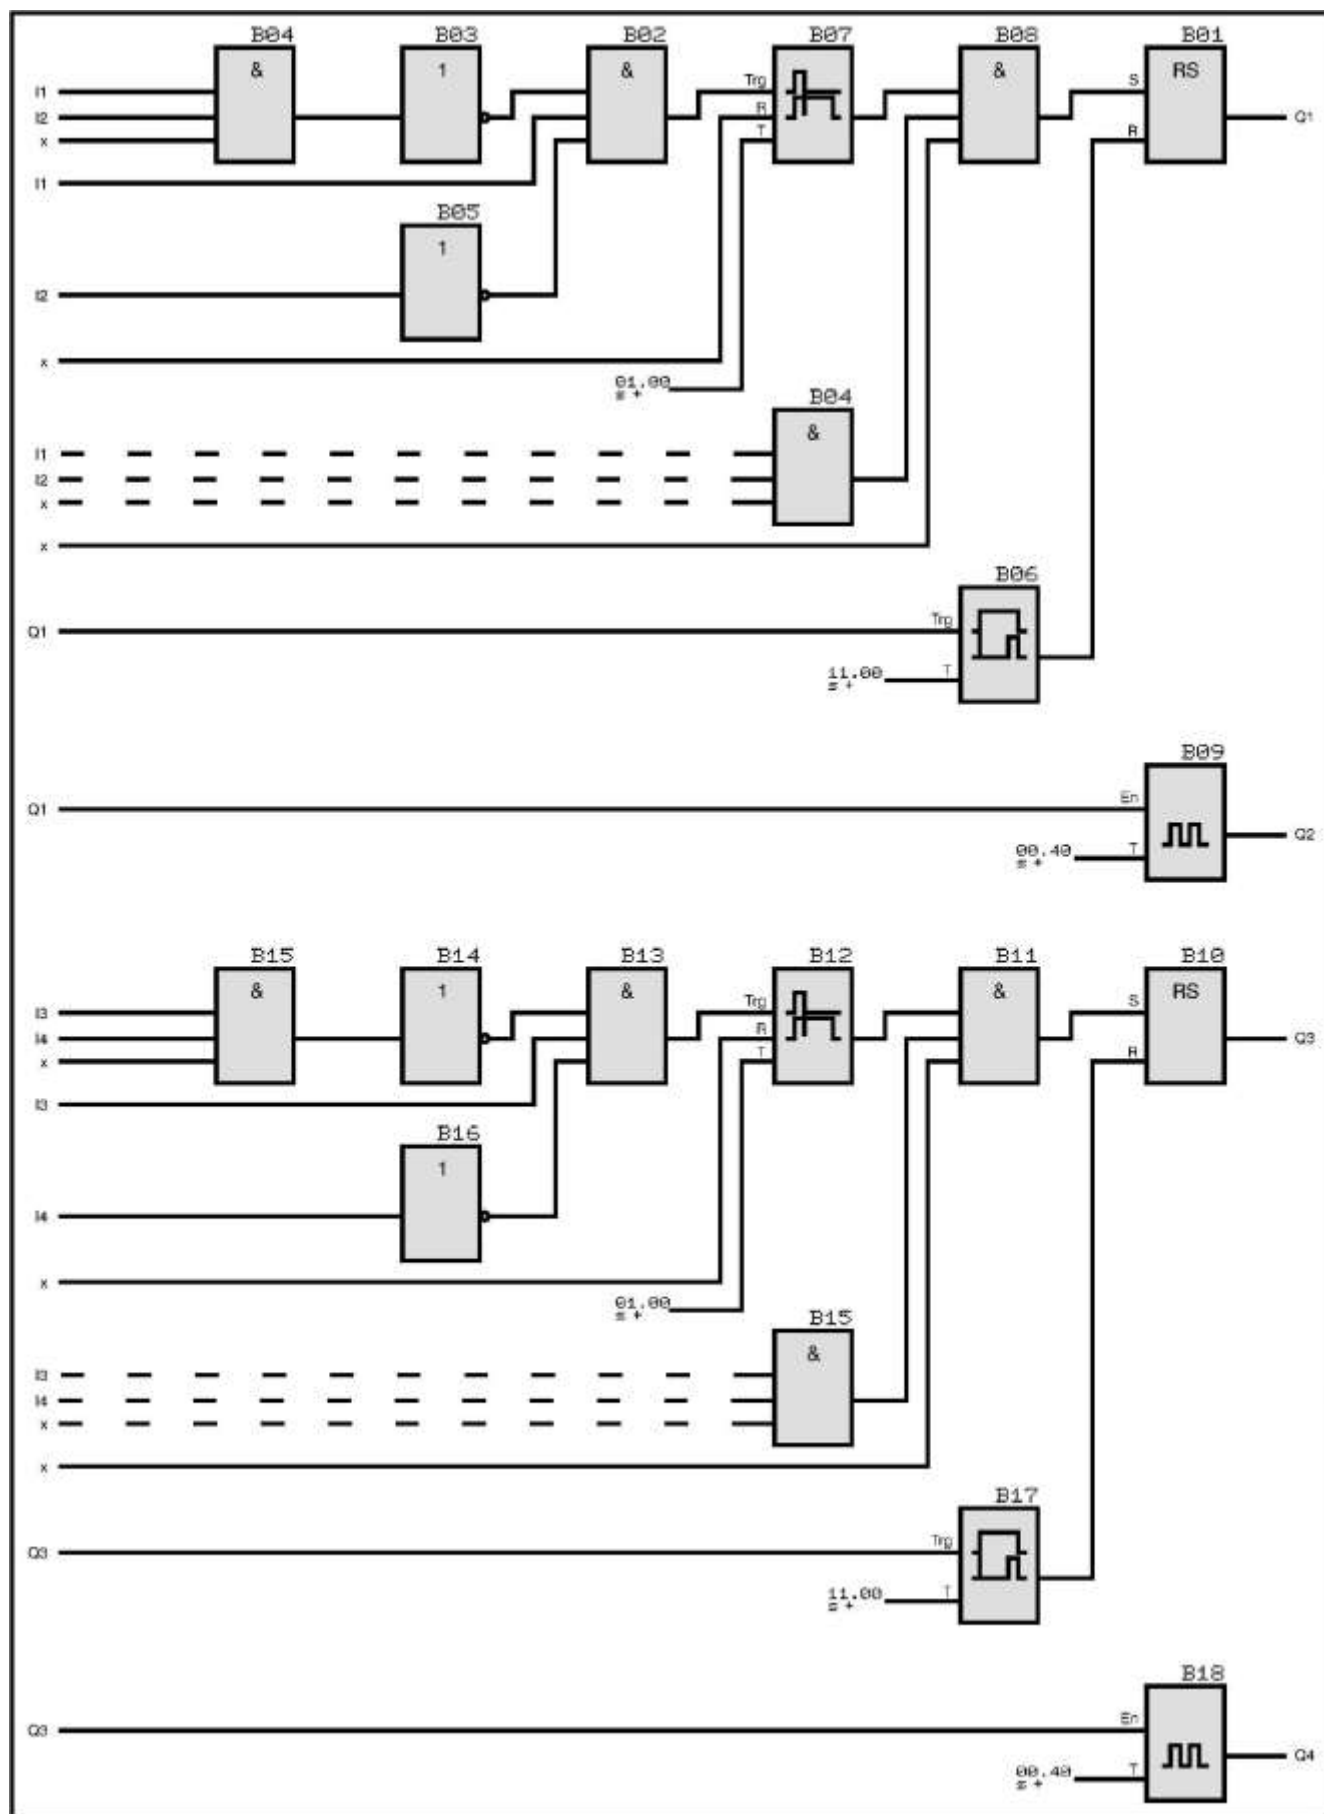 B04 B03 B02 B07 B08 B01
& 1 & & RS
I1 Trg S
I2 R Q1
x T R
I1
B05
1
I2
x
01.00
s +
B04
&
I1
I2
x
x
B06
Q1 Trg
11.00 T
s +
B09
Q1 En
Q2
00.40 T
s +
B15 B14 B13 B12 B11 B10
& 1 & & RS
I3 Trg S
I4 R Q3
x T R
I3
B16
1
I4
x
01.00
s +
B15
&
I3
I4
x
x
B17
Q3 Trg
11.00 T
s +
B18
Q3 En
Q4
00.40 T
s +